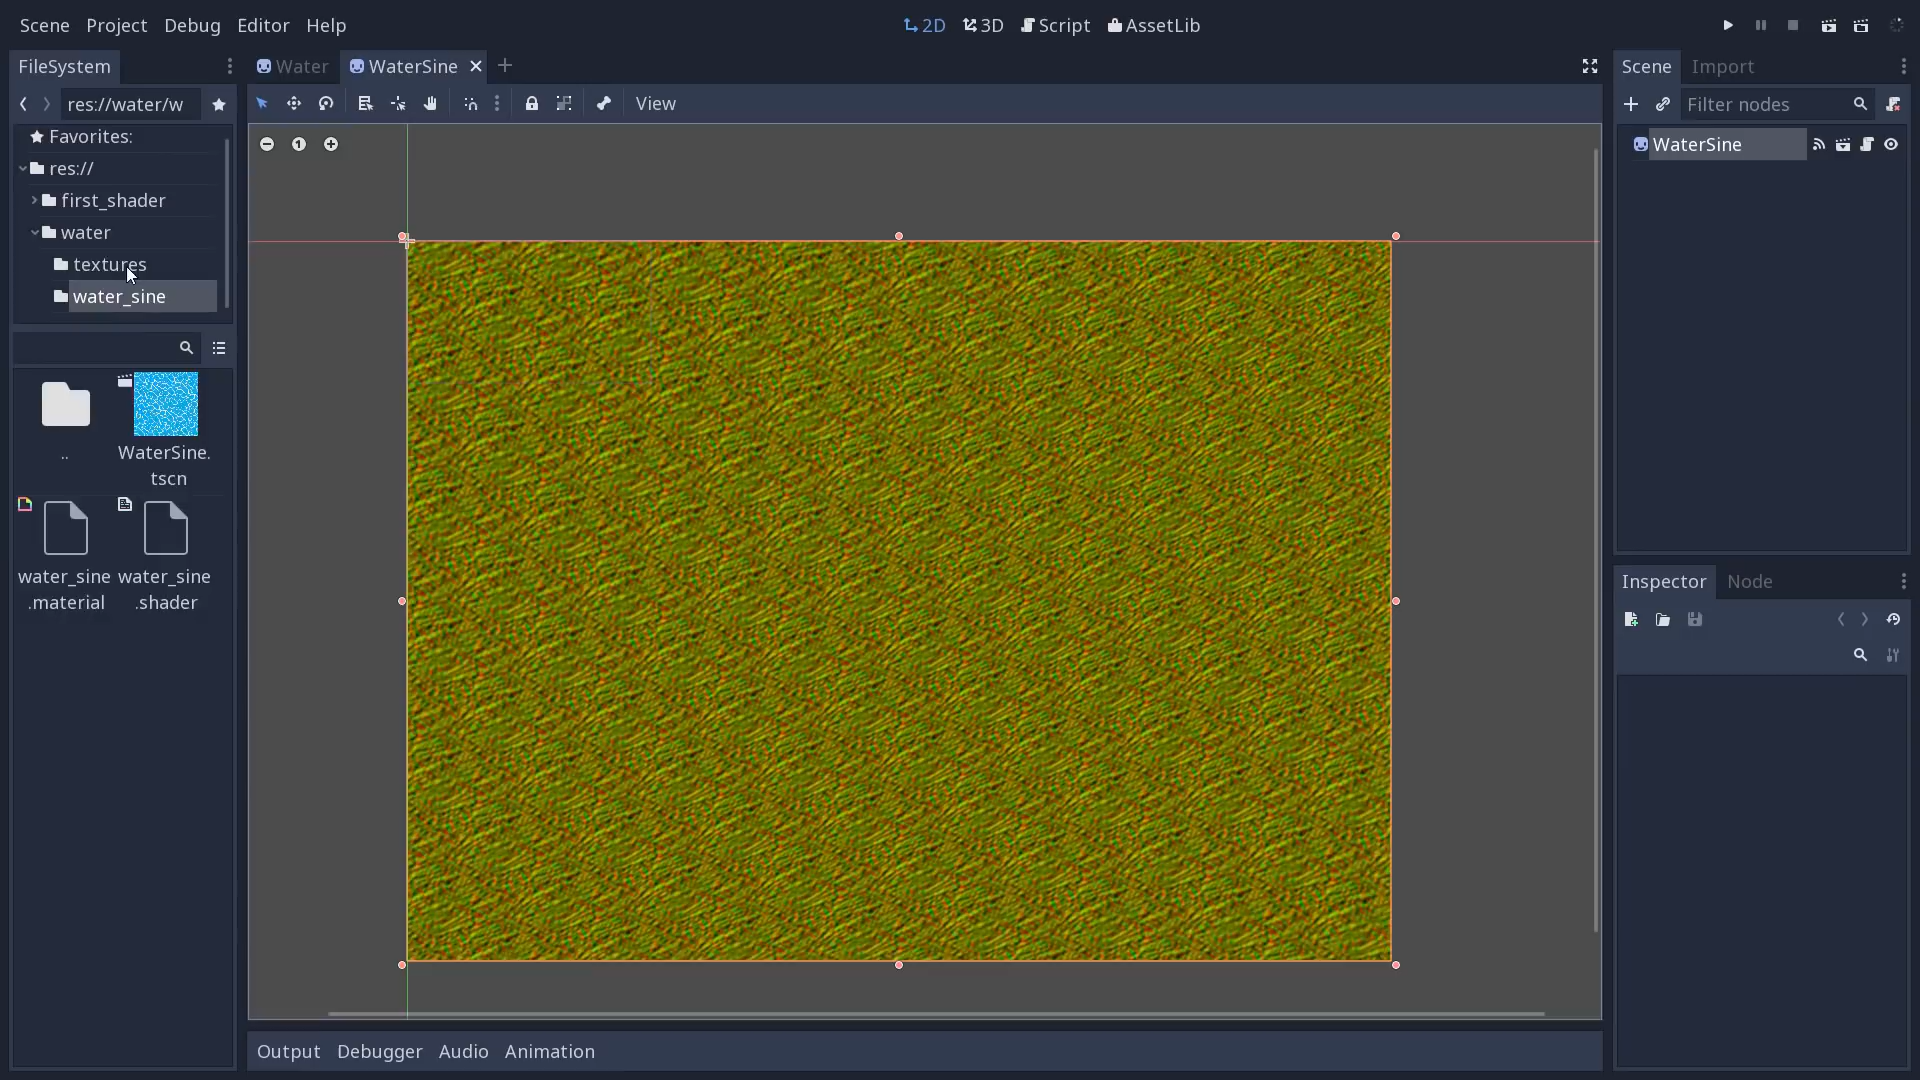 Scene Project Debug Editor Help
2D 3D Script AssetLib
FileSystem
res://water/w
Favorites:
res://
first_shader
water
textures
water_sine
..
WaterSine.
tscn
water_sine
.material
water_sine
.shader
Water WaterSine
View
1
Output Debugger Audio Animation
Scene Import
Filter nodes
WaterSine
Inspector Node